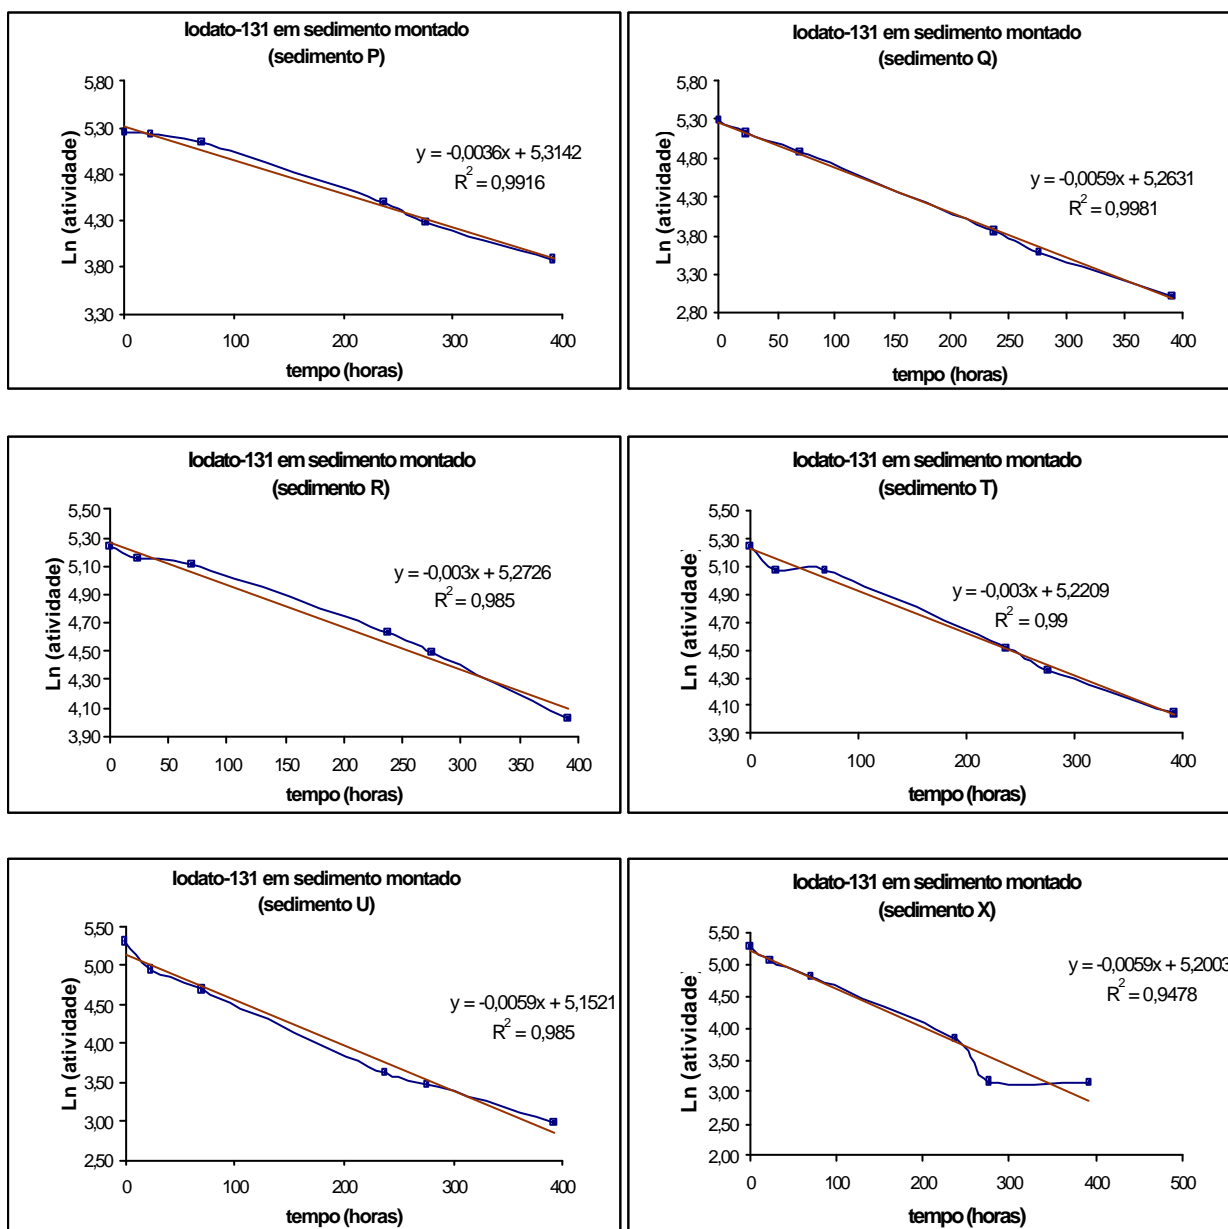 Iodato-131 em sedimento montado
(sedimento P)
5,80
5,30
4,80
4,30
3,80
3,30
Ln (atividade)
y = -0,0036x + 5,3142
R2 = 0,9916
0 100 200 300 400
tempo (horas)
Iodato-131 em sedimento montado
(sedimento Q)
5,80
5,30
4,80
4,30
3,80
3,30
2,80
Ln (atividade)
y = -0,0059x + 5,2631
R2 = 0,9981
0 50 100 150 200 250 300 350 400
tempo (horas)
Iodato-131 em sedimento montado
(sedimento R)
5,50
5,30
5,10
4,90
4,70
4,50
4,30
4,10
3,90
Ln (atividade)
y = -0,003x + 5,2726
R2 = 0,985
0 50 100 150 200 250 300 350 400
tempo (horas)
Iodato-131 em sedimento montado
(sedimento T)
5,50
5,30
5,10
4,90
4,70
4,50
4,30
4,10
3,90
Ln (atividade)
y = -0,003x + 5,2209
R2 = 0,99
0 100 200 300 400
tempo (horas)
Iodato-131 em sedimento montado
(sedimento U)
5,50
5,00
4,50
4,00
3,50
3,00
2,50
Ln (atividade)
y = -0,0059x + 5,1521
R2 = 0,985
0 100 200 300 400
tempo (horas)
Iodato-131 em sedimento montado
(sedimento X)
5,50
5,00
4,50
4,00
3,50
3,00
2,50
2,00
Ln (atividade)
y = -0,0059x + 5,2003
R2 = 0,9478
0 100 200 300 400 500
tempo (horas)